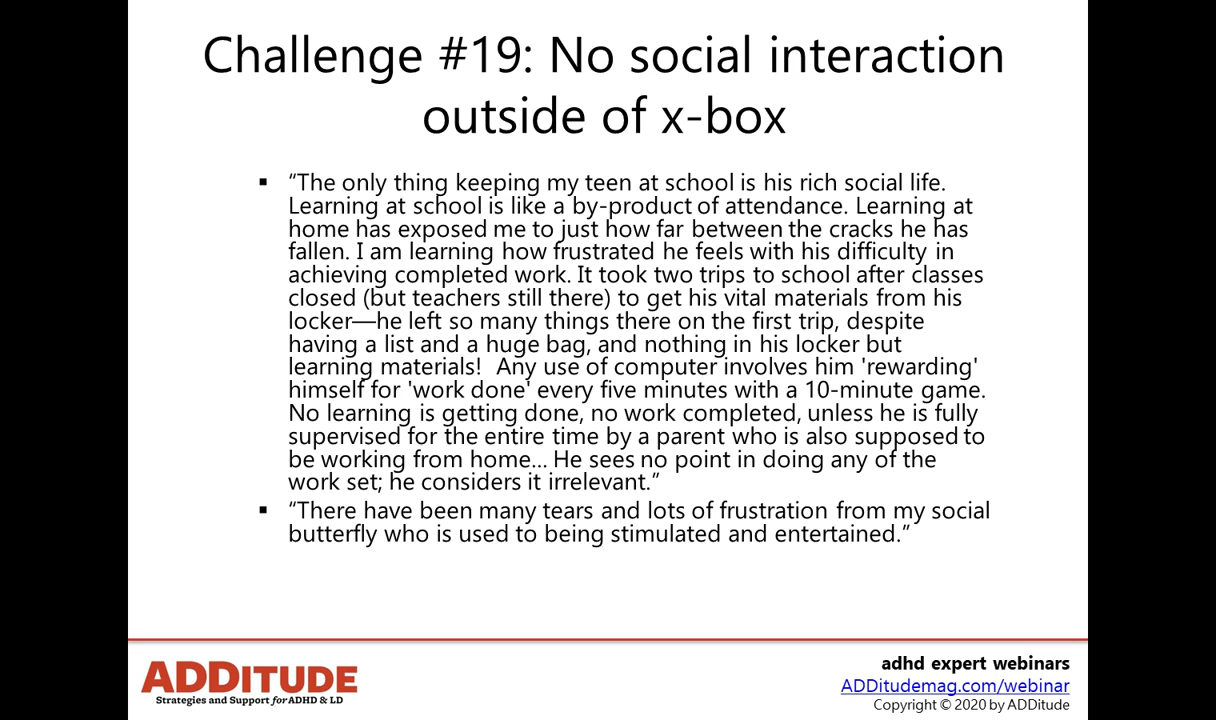 Challenge #19: No social interaction
outside of x-box
▪ “The only thing keeping my teen at school is his rich social life.
Learning at school is like a by-product of attendance. Learning at
home has exposed me to just how far between the cracks he has
fallen. I am learning how frustrated he feels with his difficulty in
achieving completed work. It took two trips to school after classes
closed (but teachers still there) to get his vital materials from his
locker—he left so many things there on the first trip, despite
having a list and a huge bag, and nothing in his locker but
learning materials!  Any use of computer involves him 'rewarding'
himself for 'work done' every five minutes with a 10-minute game.
No learning is getting done, no work completed, unless he is fully
supervised for the entire time by a parent who is also supposed to
be working from home... He sees no point in doing any of the
work set; he considers it irrelevant.”
▪ “There have been many tears and lots of frustration from my social
butterfly who is used to being stimulated and entertained.”
ADDITUDE
Strategies and Support for ADHD & LD
adhd expert webinars
ADDitudemag.com/webinar
Copyright © 2020 by ADDitude